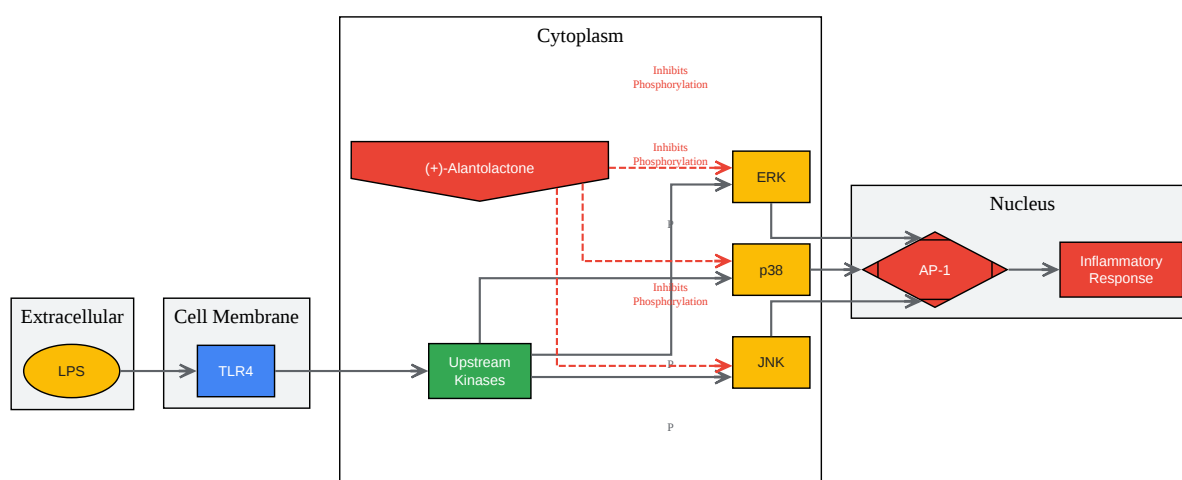 Cytoplasm
Inhibits
Phosphorylation
Inhibits
Phosphorylation
(+)-Alantolactone
ERK
P
Nucleus
p38
AP-1
Inflammatory
Response
Inhibits
Phosphorylation
Extracellular
Cell Membrane
LPS
TLR4
Upstream
Kinases
P
JNK
P